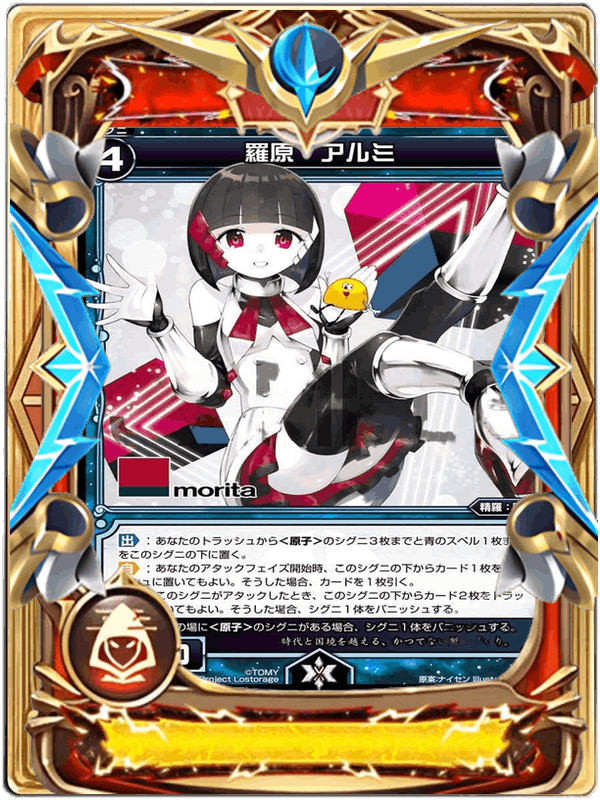 4
羅原 アルミ
morita
精羅:
出:あなたのトラッシュから<原子>のシグニ3枚までと青のスペル1枚ま
をこのシグニの下に置く。
自:あなたのアタックフェイズ開始時、このシグニの下からカード1枚を
シュに置いてもよい。そうした場合、カードを1枚引く。
このシグニがアタックしたとき、このシグニの下からカード2枚をトラッ
いてもよい。そうした場合、シグニ1体をバニッシュする。
の場に<原子>のシグニがある場合、シグニ1体をバニッシュする。
時代と国境を越える、かつてない
0
©TOMY
Project Lostorage
原案:ナイセン Illust